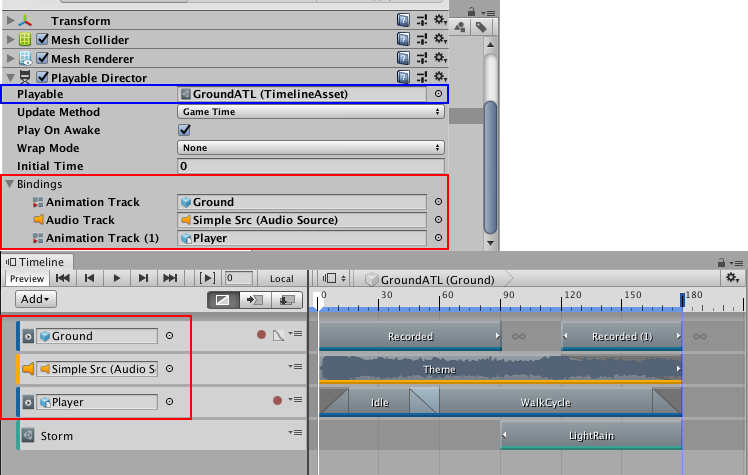 Transform
Mesh Collider
Mesh Renderer
Playable Director
Playable GroundATL (TimelineAsset)
Update Method Game Time
Play On Awake
Wrap Mode None
Initial Time 0
Bindings
Animation Track Ground
Audio Track Simple Src (Audio Source)
Animation Track (1) Player
Timeline
Preview 0 Local GroundATL (Ground)
Add
0 30 60 90 120 150 180
Ground Recorded Recorded (1)
Simple Src (Audio S Theme
Player Idle WalkCycle
Storm LightRain